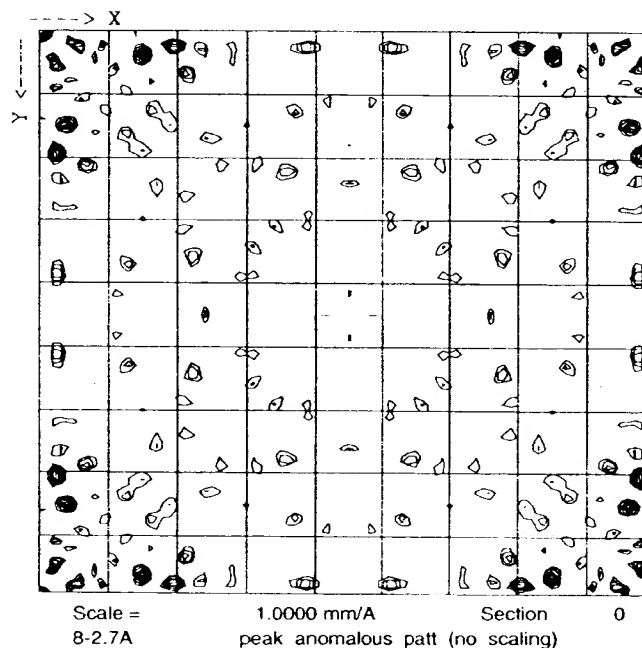 ----> X
Y <----
Scale = 1.0000 mm/A Section 0
8-2.7A peak anomalous patt (no scaling)